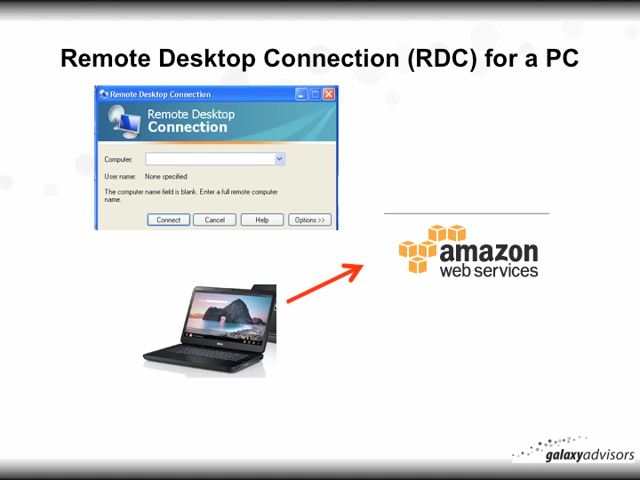 Remote Desktop Connection (RDC) for a PC
Remote Desktop Connection
Remote Desktop
Connection
Computer:
User name: None specified
The computer name field is blank. Enter a full remote computer
name.
Connect Cancel Help Options >>
amazon
web services
galaxyadvisors